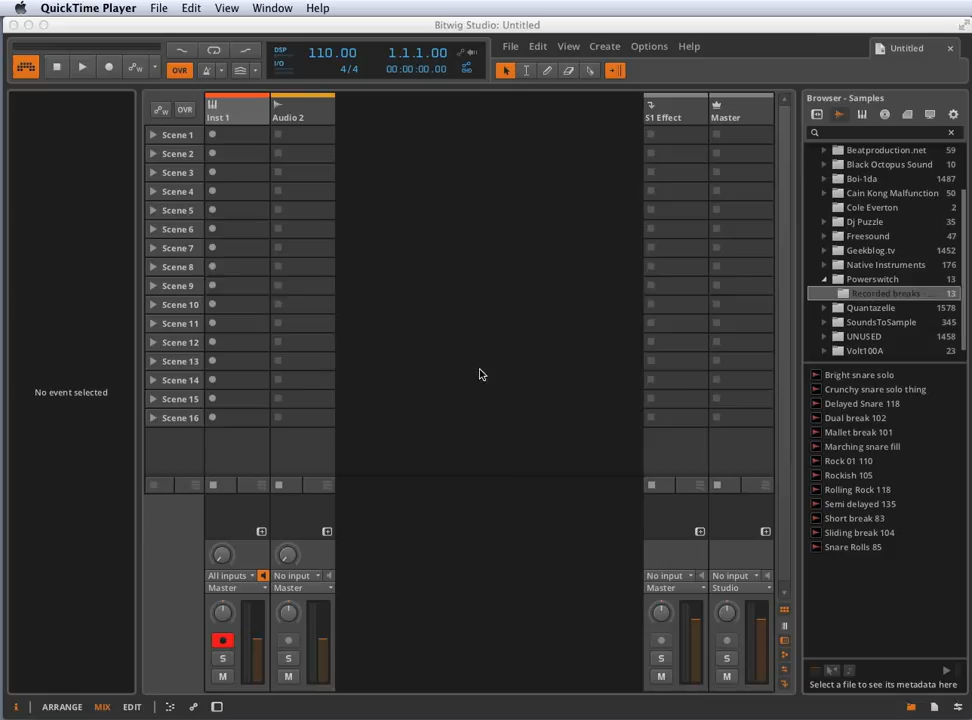 QuickTime Player File Edit View Window Help
Bitwig Studio: Untitled
OVR
DSP
I/O
110.00
4/4
1.1.1.00
00:00:00.00
File Edit View Create Options Help
Untitled
OVR
Inst 1
Audio 2
S1 Effect
Master
Scene 1
Scene 2
Scene 3
Scene 4
Scene 5
Scene 6
Scene 7
Scene 8
Scene 9
Scene 10
Scene 11
Scene 12
Scene 13
Scene 14
Scene 15
Scene 16
No event selected
All inputs
No input
No input
No input
Master
Master
Master
Studio
S
S
S
S
M
M
M
M
Browser - Samples
Beatproduction.net 59
Black Octopus Sound 10
Boi-1da 1487
Cain Kong Malfunction 50
Cole Everton 2
Dj Puzzle 35
Freesound 47
Geekblog.tv 1452
Native Instruments 176
Powerswitch 13
Recorded breaks 13
Quantazelle 1578
SoundsToSample 345
UNUSED 1458
Volt100A 23
Bright snare solo
Crunchy snare solo thing
Delayed Snare 118
Dual break 102
Mallet break 101
Marching snare fill
Rock 01 110
Rockish 105
Rolling Rock 118
Semi delayed 135
Short break 83
Sliding break 104
Snare Rolls 85
Select a file to see its metadata here
i ARRANGE MIX EDIT